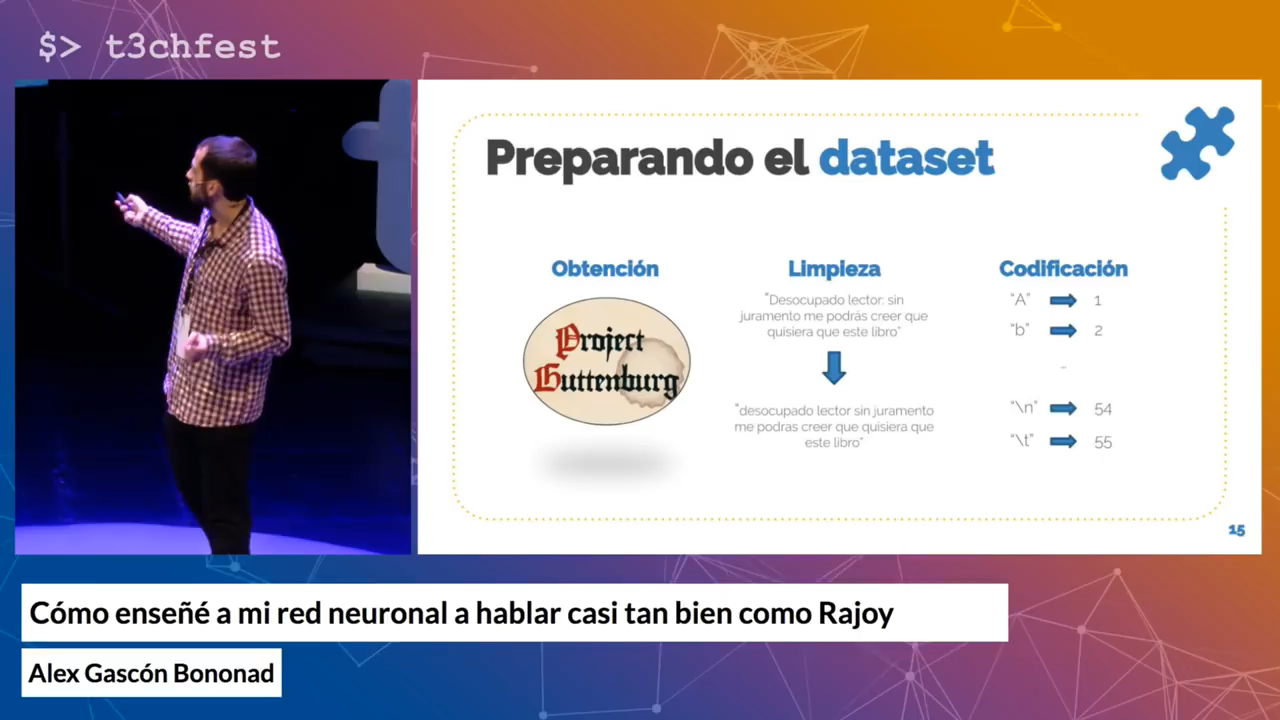 $> t3chfest
Preparando el dataset
Obtención
Project
Guttenburg
Limpieza
"Desocupado lector: sin
juramento me podrás creer que
quisiera que este libro"
"desocupado lector sin juramento
me podras creer que quisiera que
este libro"
Codificación
"A" 1
"b" 2
"\n" 54
"\t" 55
15
Cómo enseñé a mi red neuronal a hablar casi tan bien como Rajoy
Alex Gascón Bononad